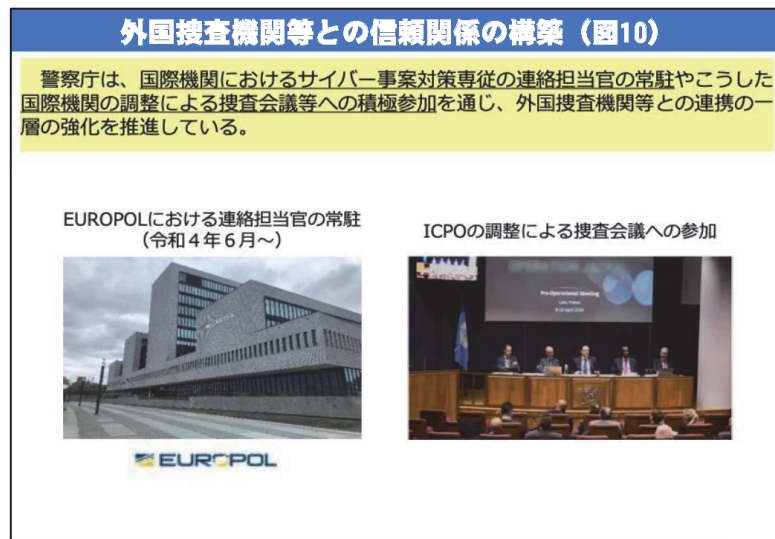 外国捜査機関等との信頼関係の構築（図10）
警察庁は、国際機関におけるサイバー事案対策専従の連絡担当官の常駐やこうした
国際機関の調整による捜査会議等への積極参加を通じ、外国捜査機関等との連携の一
層の強化を推進している。
EUROPOLにおける連絡担当官の常駐
（令和４年６月～）
ICPOの調整による捜査会議への参加
Pre-Operational Meeting
Lyon, France
EUROPOL